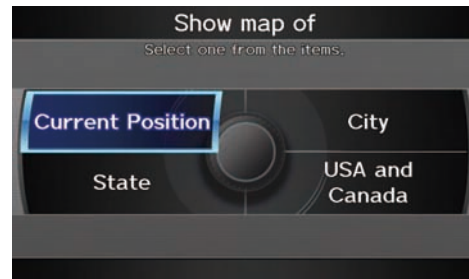 Show map of
Select one from the items.
Current Position
City
State
USA and
Canada